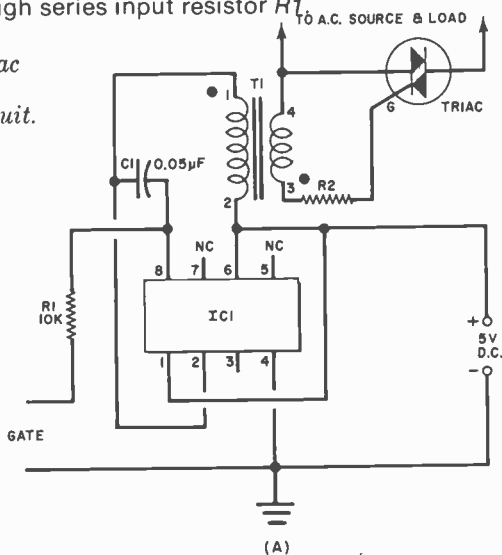 gh series input resistor R1.
TO A.C. SOURCE & LOAD
ac
uit.
T1
1
4
G
TRIAC
C1
0.05µF
3
R2
2
NC
NC
8
7
6
5
R1
10K
IC1
+
5V
D.C.
-
1
2
3
4
GATE
(A)